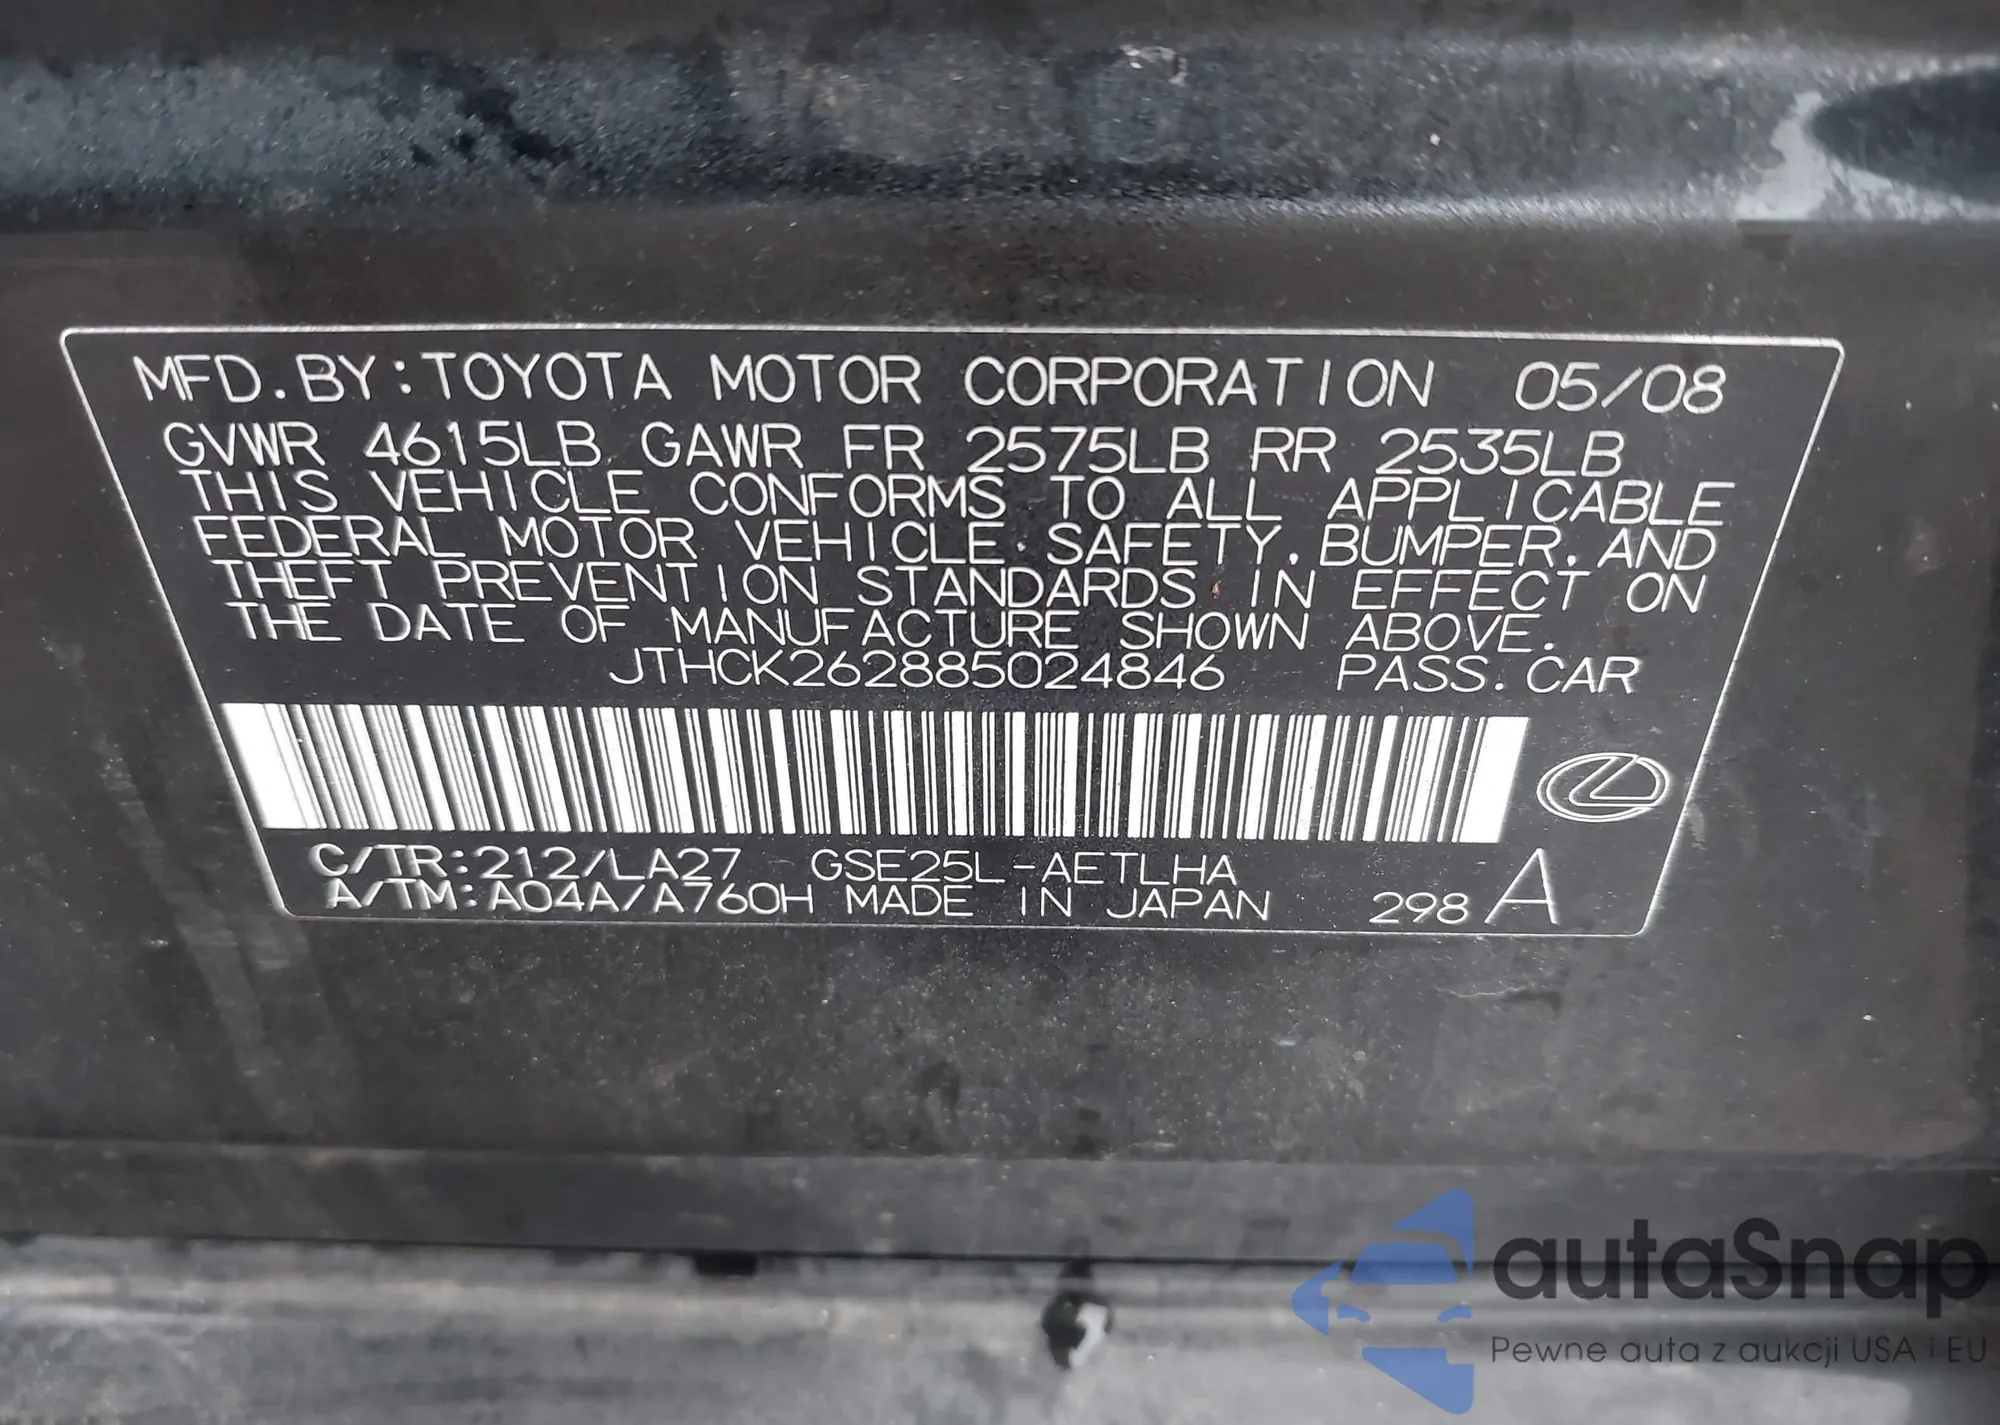 MFD.BY:TOYOTA MOTOR CORPORATION 05/08
GVWR 4615LB GAWR FR 2575LB RR 2535LB
THIS VEHICLE CONFORMS TO ALL APPLICABLE
FEDERAL MOTOR VEHICLE SAFETY, BUMPER, AND
THEFT PREVENTION STANDARDS IN EFFECT ON
THE DATE OF MANUFACTURE SHOWN ABOVE.
JTHCK262885024846 PASS.CAR
C/TR:212/LA27 GSE25L-AETLHA
A/TM:A04A/A760H MADE IN JAPAN 298 A
autaSnap
Pewne auta z aukcji USA i EU